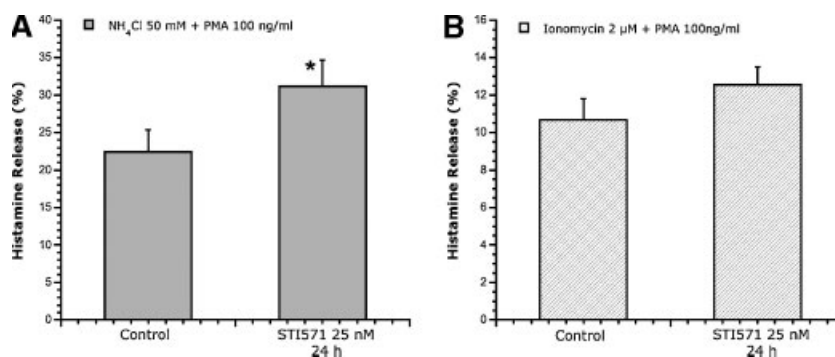 A
NH₄Cl 50 mM + PMA 100 ng/ml
Histamine Release (%)
40
35
30
25
20
15
10
5
0
*
Control
STI571 25 nM
24 h
B
Ionomycin 2 µM + PMA 100ng/ml
Histamine Release (%)
16
14
12
10
8
6
4
2
0
Control
STI571 25 nM
24 h